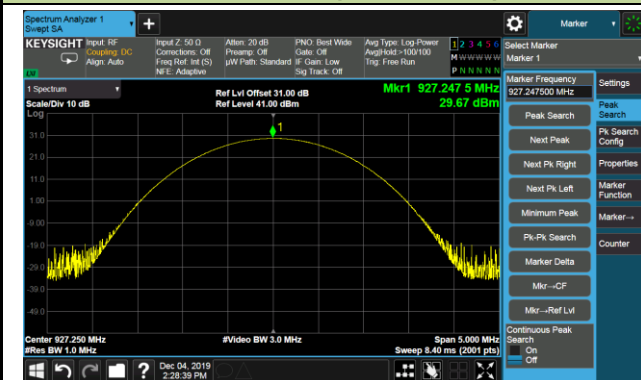 Spectrum Analyzer 1
Swept SA
+
Marker
KEYSIGHT
Input: RF
Coupling: DC
Align: Auto
Input Z: 50 Ω
Corrections: Off
Freq Ref: Int (S)
NFE: Adaptive
Atten: 20 dB
Preamp: Off
µW Path: Standard
PNO: Best Wide
Gate: Off
IF Gain: Low
Sig Track: Off
Avg Type: Log-Power
Avg|Hold:>100/100
Trig: Free Run
1 2 3 4 5 6
M W W W W W
P N N N N N
Select Marker
Marker 1
LV
1 Spectrum
Scale/Div 10 dB
Log
Ref Lvl Offset 31.00 dB
Ref Level 41.00 dBm
Mkr1 927.247 5 MHz
29.67 dBm
1
31.0
21.0
11.0
1.00
-9.00
-19.0
-29.0
-39.0
-49.0
Center 927.250 MHz
#Res BW 1.0 MHz
#Video BW 3.0 MHz
Span 5.000 MHz
Sweep 8.40 ms (2001 pts)
Marker Frequency
927.247500 MHz
Peak Search
Next Peak
Next Pk Right
Next Pk Left
Minimum Peak
Pk-Pk Search
Marker Delta
Mkr→CF
Mkr→Ref Lvl
Continuous Peak
Search
On
Off
Settings
Peak
Search
Pk Search
Config
Properties
Marker
Function
Marker→
Counter
?
Dec 04, 2019
2:28:39 PM